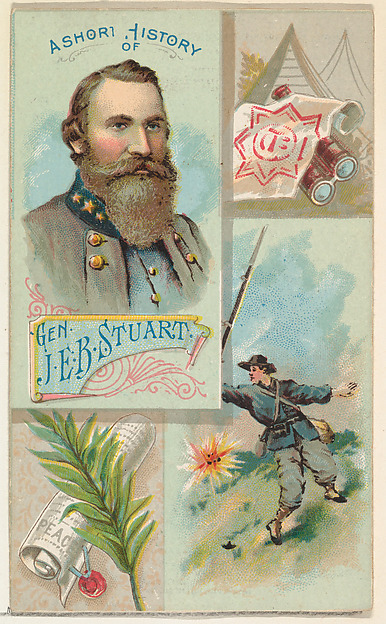 A SHORT HISTORY
OF
GEN.
J.E.B. STUART.
PEACE